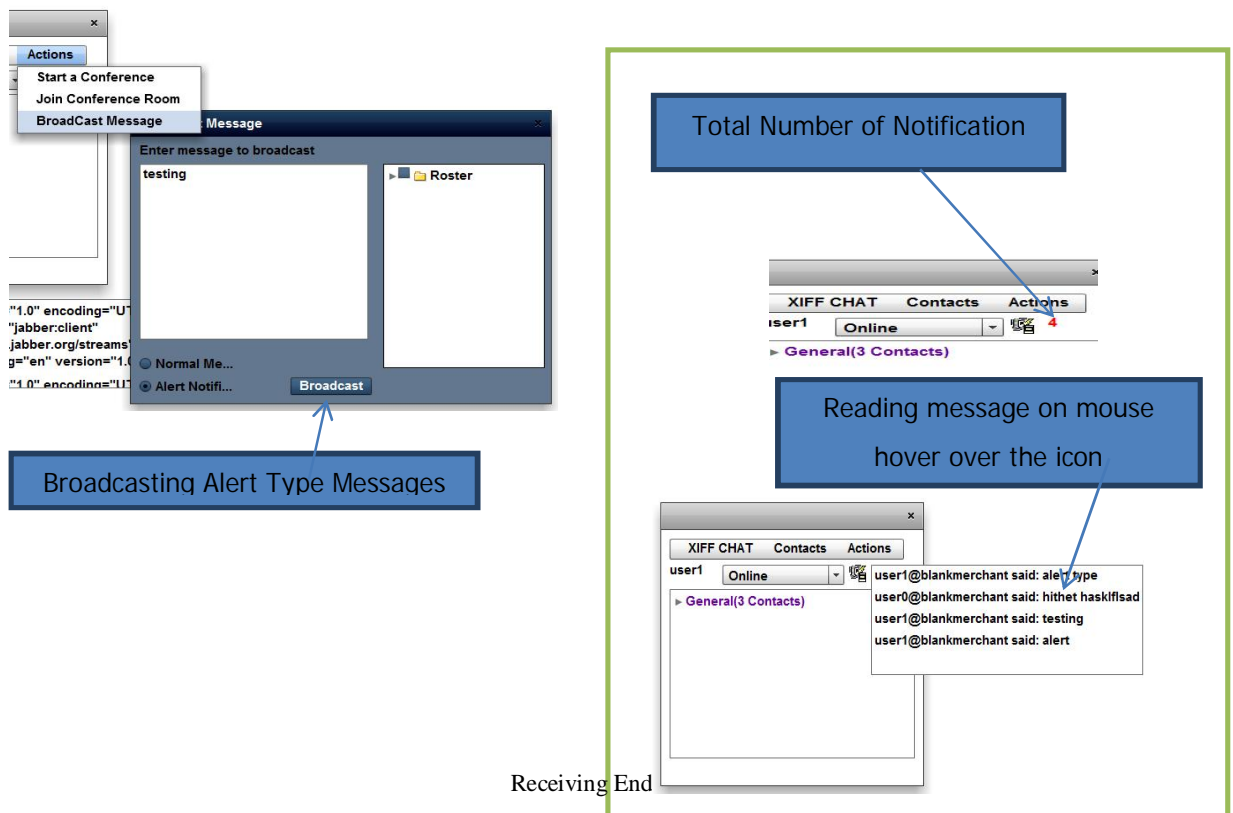 Actions
Start a Conference
Join Conference Room
BroadCast Message
Message
Enter message to broadcast
testing
Roster
"1.0" encoding="UT
"jabber:client"
.jabber.org/streams"
g="en" version="1.0
"1.0" encoding="UT
Normal Me...
Alert Notifi...
Broadcast
Broadcasting Alert Type Messages
Total Number of Notification
XIFF CHAT Contacts Actions
user1 Online 4
General(3 Contacts)
Reading message on mouse
hover over the icon
XIFF CHAT Contacts Actions
user1 Online
General(3 Contacts)
user1@blankmerchant said: alert type
user0@blankmerchant said: hithet hasklflsad
user1@blankmerchant said: testing
user1@blankmerchant said: alert
Receiving End